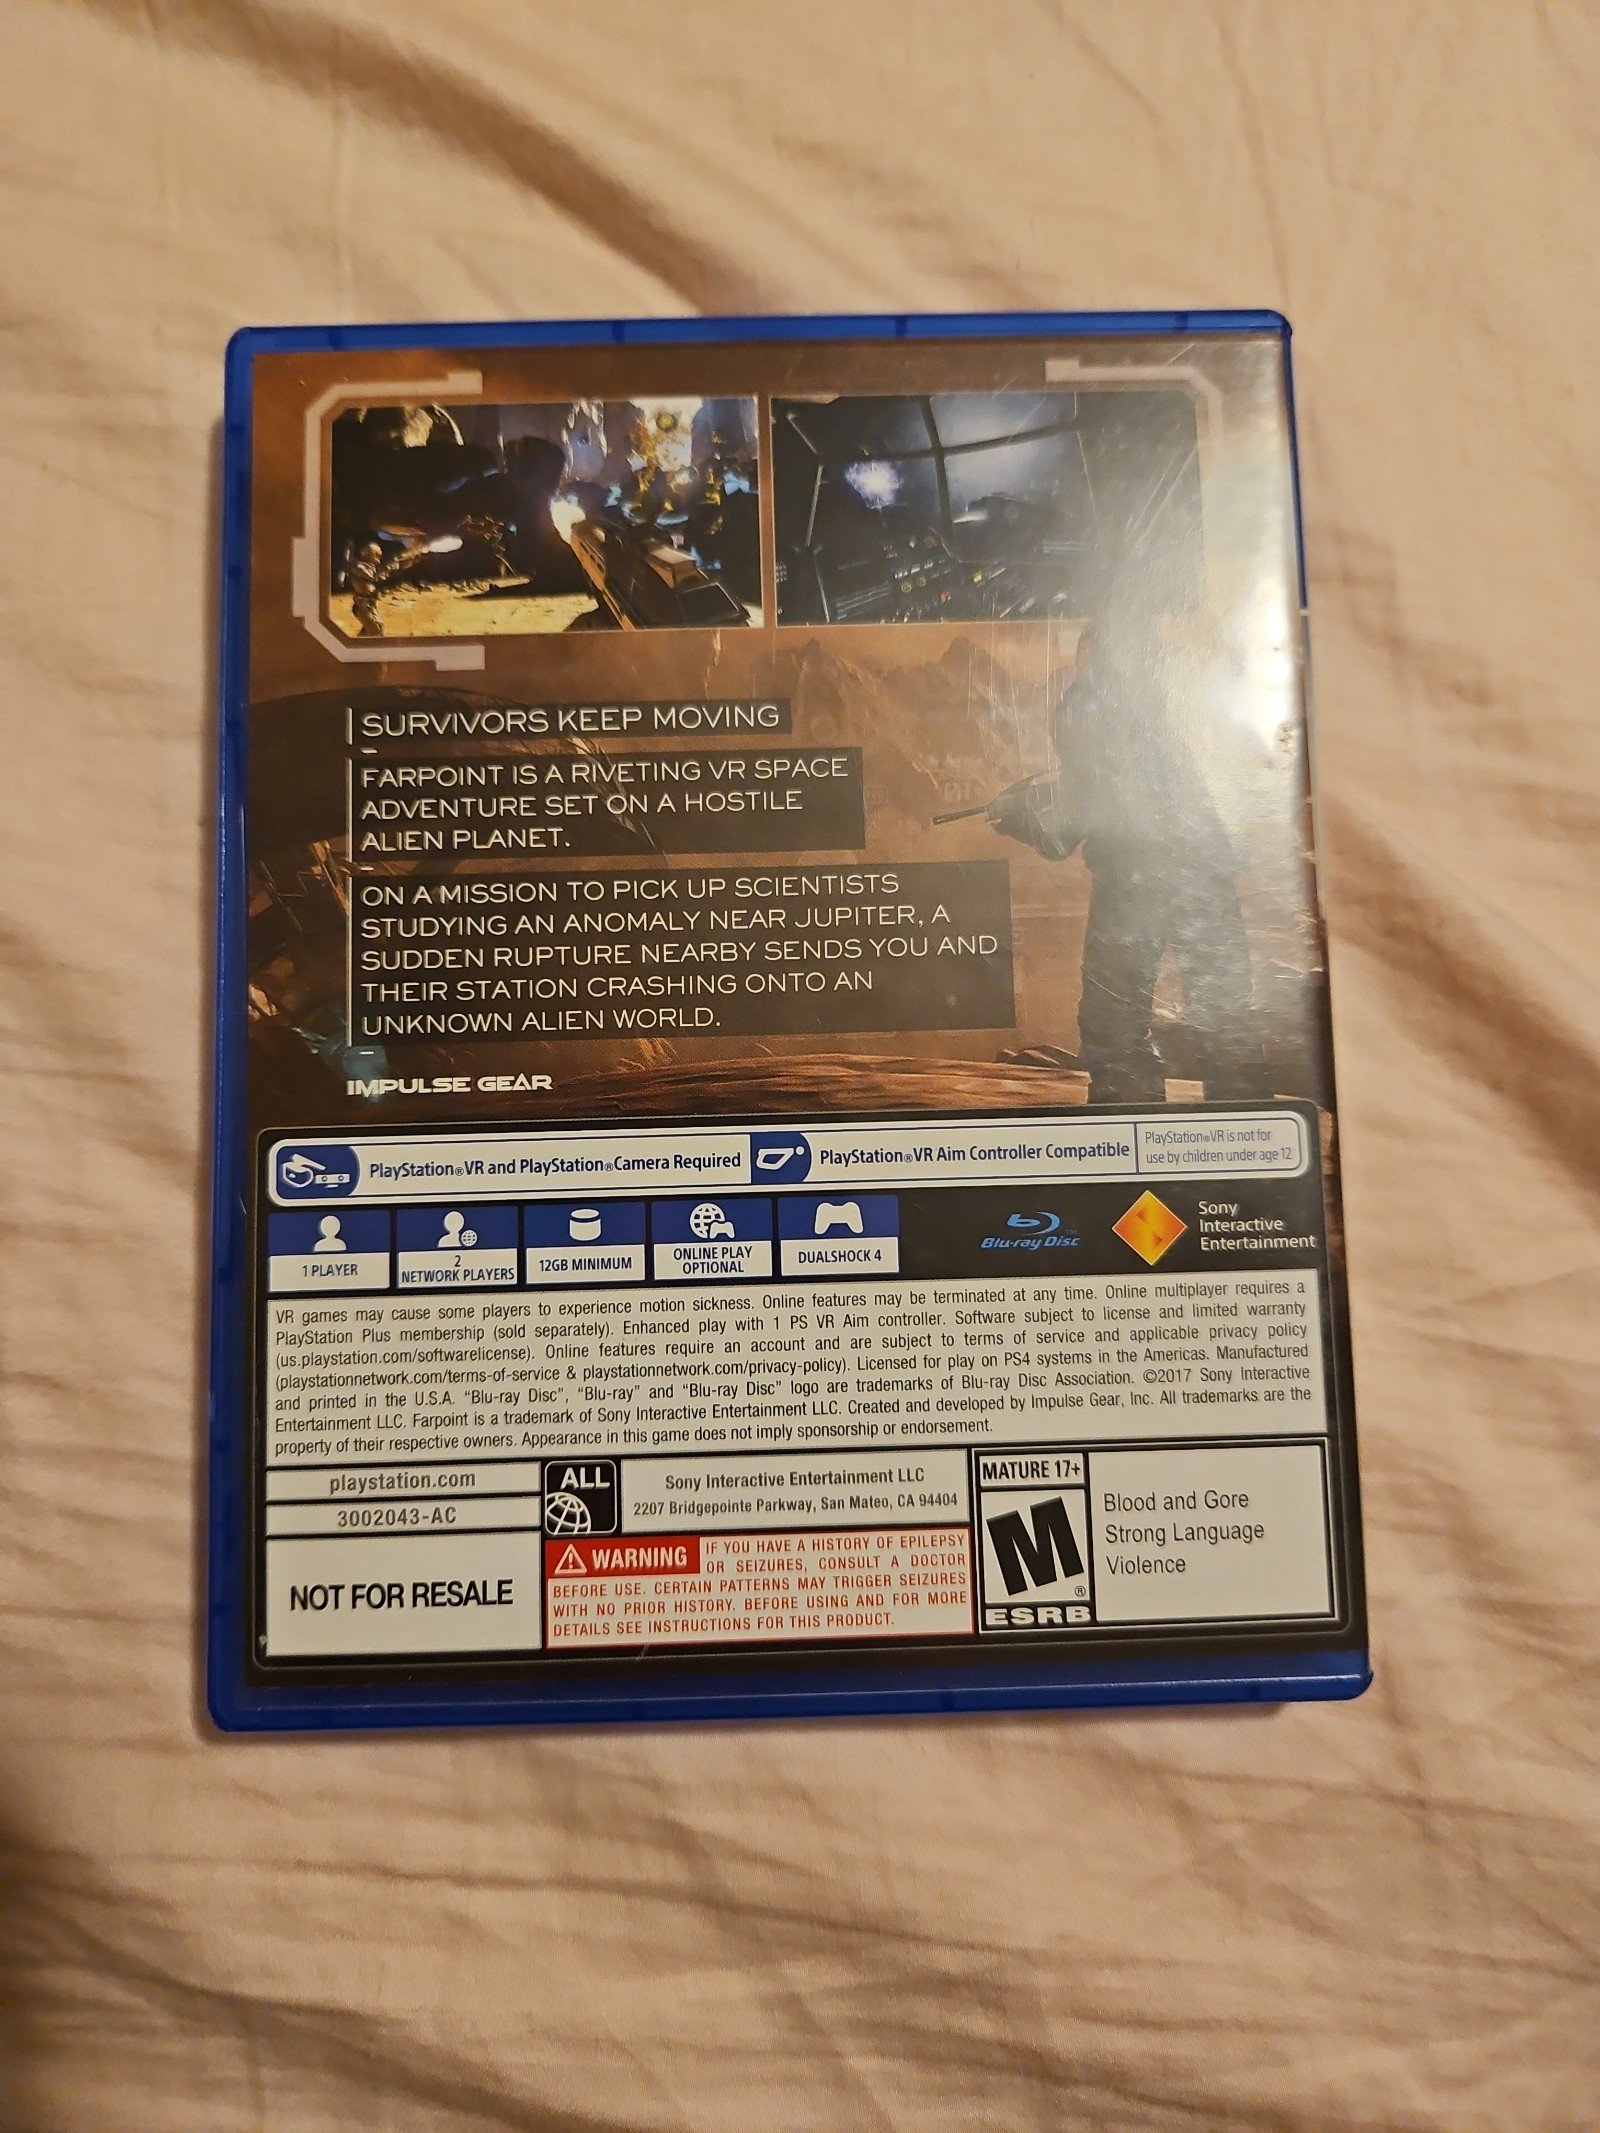 SURVIVORS KEEP MOVING
FARPOINT IS A RIVETING VR SPACE
ADVENTURE SET ON A HOSTILE
ALIEN PLANET.
ON A MISSION TO PICK UP SCIENTISTS
STUDYING AN ANOMALY NEAR JUPITER, A
SUDDEN RUPTURE NEARBY SENDS YOU AND
THEIR STATION CRASHING ONTO AN
UNKNOWN ALIEN WORLD.
IMPULSE GEAR
PlayStation®VR and PlayStation®Camera Required
PlayStation®VR Aim Controller Compatible
PlayStation®VR is not for
use by children under age 12
1 PLAYER
2
NETWORK PLAYERS
12GB MINIMUM
ONLINE PLAY
OPTIONAL
DUALSHOCK 4
Blu-ray Disc™
Sony
Interactive
Entertainment
VR games may cause some players to experience motion sickness. Online features may be terminated at any time. Online multiplayer requires a
PlayStation Plus membership (sold separately). Enhanced play with 1 PS VR Aim controller. Software subject to license and limited warranty
(us.playstation.com/softwarelicense). Online features require an account and are subject to terms of service and applicable privacy policy
(playstationnetwork.com/terms-of-service & playstationnetwork.com/privacy-policy). Licensed for play on PS4 systems in the Americas. Manufactured
and printed in the U.S.A. “Blu-ray Disc”, “Blu-ray” and “Blu-ray Disc” logo are trademarks of Blu-ray Disc Association. ©2017 Sony Interactive
Entertainment LLC. Farpoint is a trademark of Sony Interactive Entertainment LLC. Created and developed by Impulse Gear, Inc. All trademarks are the
property of their respective owners. Appearance in this game does not imply sponsorship or endorsement.
playstation.com
3002043-AC
NOT FOR RESALE
ALL
Sony Interactive Entertainment LLC
2207 Bridgepointe Parkway, San Mateo, CA 94404
WARNING IF YOU HAVE A HISTORY OF EPILEPSY
OR SEIZURES, CONSULT A DOCTOR
BEFORE USE. CERTAIN PATTERNS MAY TRIGGER SEIZURES
WITH NO PRIOR HISTORY. BEFORE USING AND FOR MORE
DETAILS SEE INSTRUCTIONS FOR THIS PRODUCT.
MATURE 17+
M®
ESRB
Blood and Gore
Strong Language
Violence